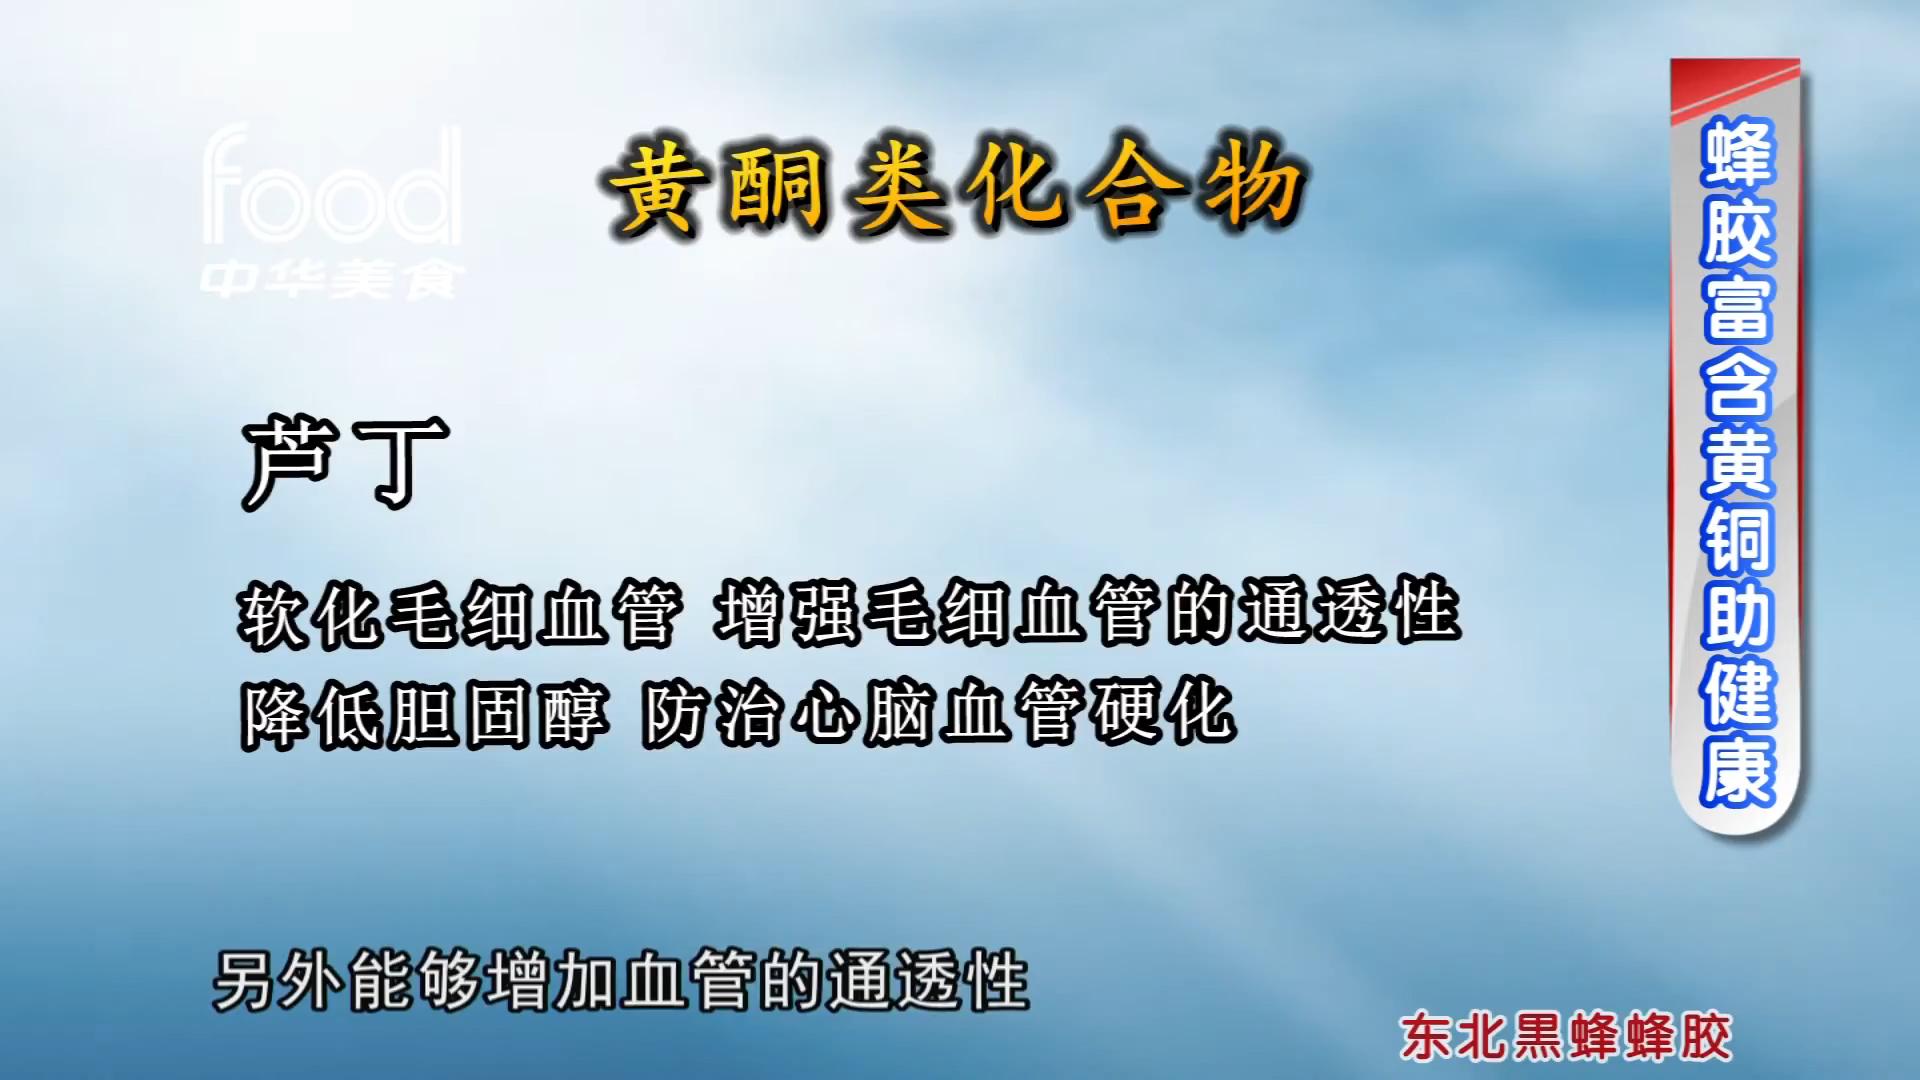 food
中华美食
黄酮类化合物
芦丁
软化毛细血管 增强毛细血管的通透性
降低胆固醇 防治心脑血管硬化
蜂胶富含黄铜助健康
另外能够增加血管的通透性
东北黒蜂蜂胶